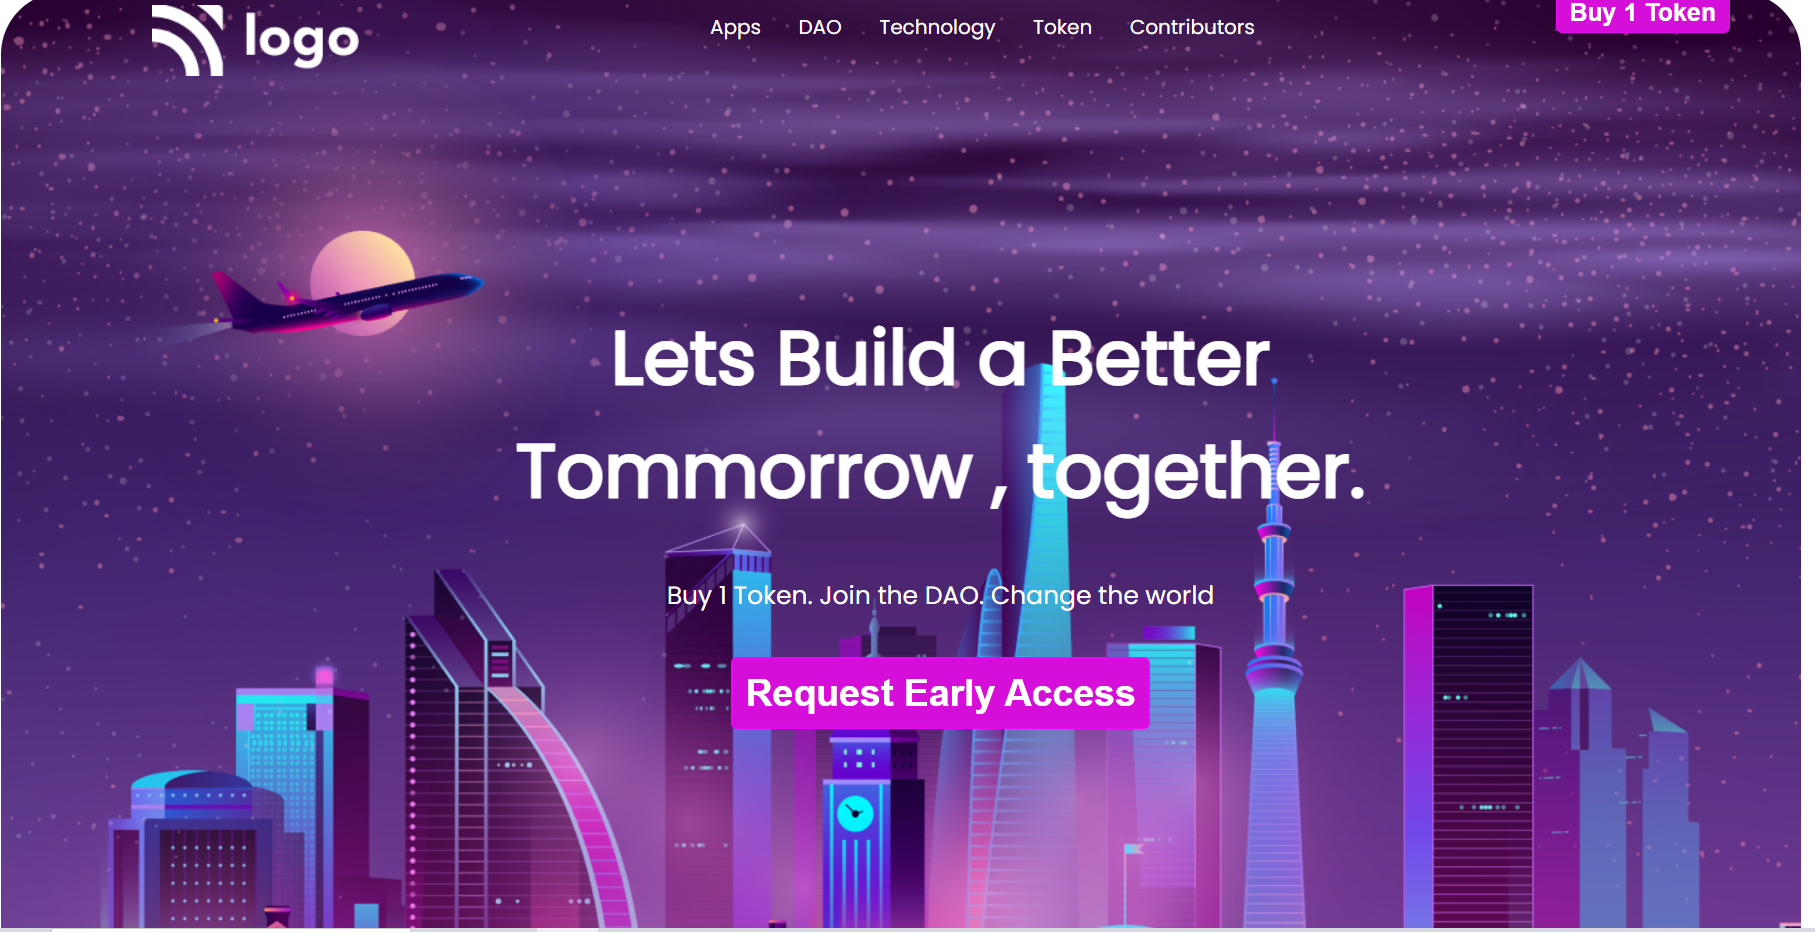 logo
Apps DAO Technology Token Contributors
Buy 1 Token
Lets Build a Better
Tommorrow , together.
Buy 1 Token. Join the DAO. Change the world
Request Early Access